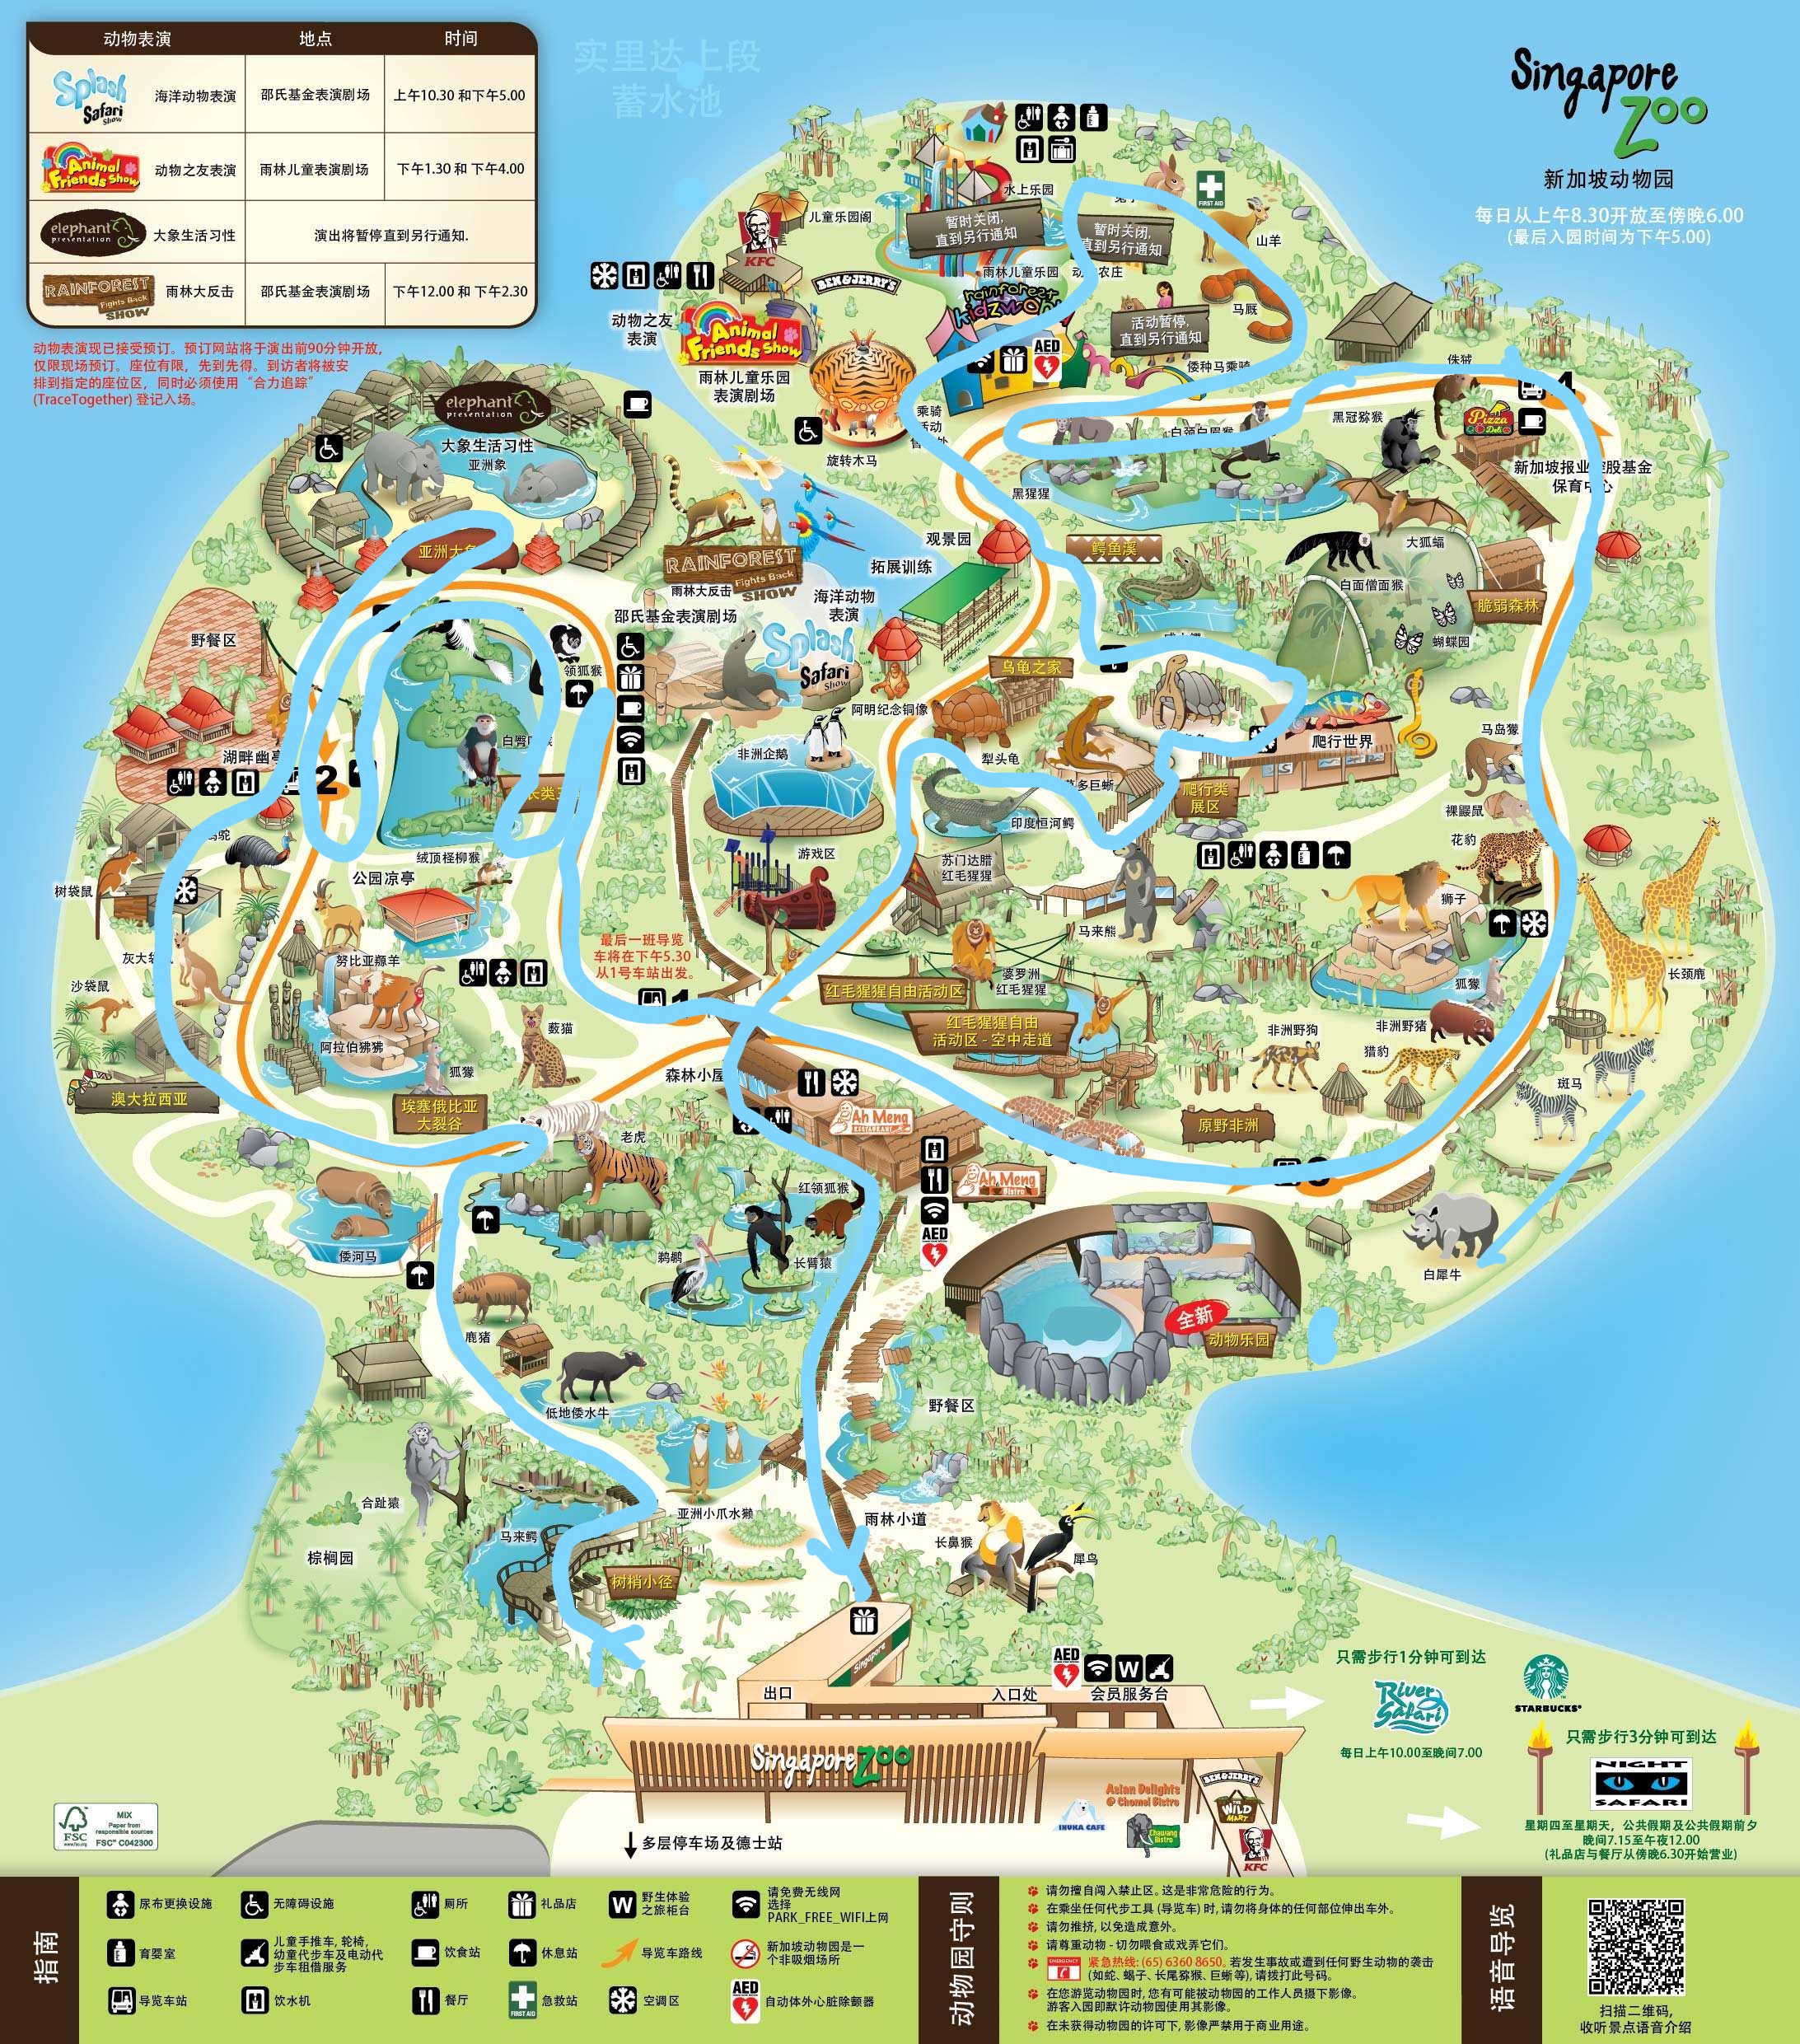 动物表演 地点 时间
Splash Safari Show 海洋动物表演 邵氏基金表演剧场 上午10.30 和下午5.00
Animal Friends Show 动物之友表演 雨林儿童表演剧场 下午1.30 和 下午4.00
elephant presentation 大象生活习性 演出将暂停直到另行通知.
RAINFOREST Fights Back SHOW 雨林大反击 邵氏基金表演剧场 下午12.00 和 下午2.30
动物表演现已接受预订。预订网站将于演出前90分钟开放,
仅限现场预订。座位有限, 先到先得。到访者将被安
排到指定的座位区, 同时必须使用“合力追踪”
(TraceTogether) 登记入场。
实里达上段
蓄水池
Singapore
Zoo
新加坡动物园
每日从上午8.30开放至傍晚6.00
(最后入园时间为下午5.00)
水上乐园
暂时关闭,
直到另行通知
儿童乐园阁
KFC
BEN&JERRY'S
暂时关闭,
直到另行通知
FIRST AID
山羊
雨林儿童乐园
农庄
rainforest
kidzworld
马厩
活动暂停,
直到另行通知
倭种马乘骑
AED
动物之友
表演
Animal
Friends Show
雨林儿童乐园
表演剧场
旋转木马
乘骑
elephant
presentation
大象生活习性
亚洲象
侏狨
黑冠猕猴
Pizza
Deli
新加坡报业控股基金
保育中心
黑猩猩
观景园
鳄鱼溪
大狐蝠
白面僧面猴
脆弱森林
蝴蝶园
拓展训练
RAINFOREST
Fights Back
SHOW
雨林大反击
邵氏基金表演剧场
海洋动物
表演
Splash
Safari
Show
野餐区
领狐猴
乌龟之家
阿明纪念铜像
犁头龟
爬行世界
马岛獴
非洲企鹅
爬行类
展区
裸鼹鼠
印度恒河鳄
花豹
2
绒顶柽柳猴
公园凉亭
树袋鼠
游戏区
苏门达腊
红毛猩猩
马来熊
狮子
长颈鹿
狐獴
努比亚羱羊
沙袋鼠
最后一班导览
车将在下午5.30
从1号车站出发。
1
婆罗洲
红毛猩猩
红毛猩猩自由活动区
红毛猩猩自由
活动区 - 空中走道
阿拉伯狒狒
薮猫
狐獴
非洲野狗
非洲野猪
猎豹
斑马
澳大拉西亚
埃塞俄比亚
大裂谷
森林小屋
Ah Meng
RESTAURANT
原野非洲
老虎
Ah Meng
Bistro
AED
红领狐猴
鹈鹕
长臂猿
倭河马
白犀牛
全新
动物乐园
鹿猪
低地倭水牛
野餐区
合趾猿
亚洲小爪水獭
马来鳄
雨林小道
长鼻猴
犀鸟
棕榈园
树梢小径
Singapore
AED
W
出口
入口处
会员服务台
Singapore Zoo
只需步行1分钟可到达
River
Safari
每日上午10.00至晚间7.00
STARBUCKS
只需步行3分钟可到达
NIGHT
SAFARI
星期四至星期天, 公共假期及公共假期前夕
晚间7.15至午夜12.00
(礼品店与餐厅从傍晚6.30开始营业)
Asian Delights
@ Chomel Bistro
INUKA CAFE
Chawang
Bistro
BEN&JERRY'S
WILD
MART
KFC
多层停车场及德士站
FSC
MIX
Paper from
responsible sources
FSC® C042300
指南
尿布更换设施
无障碍设施
厕所
礼品店
W
野生体验
之旅柜台
请免费无线网
选择
PARK_FREE_WIFI上网
育婴室
儿童手推车, 轮椅,
幼童代步车及电动代
步车租借服务
饮食站
休息站
导览车路线
新加坡动物园是一
个非吸烟场所
导览车站
饮水机
餐厅
FIRST AID
急救站
空调区
AED
自动体外心脏除颤器
动物园守则
请勿擅自闯入禁止区。这是非常危险的行为。
在乘坐任何代步工具 (导览车) 时, 请勿将身体的任何部位伸出车外。
请勿推挤, 以免造成意外。
请尊重动物 - 切勿喂食或戏弄它们。
EMERGENCY 紧急热线: (65) 6360 8650。若发生事故或遭到任何野生动物的袭击
(如蛇、蝎子、长尾猕猴、巨蜥等), 请拨打此号码。
在您游览动物园时, 您有可能被动物园的工作人员摄下影像。
游客入园即默许动物园使用其影像。
在未获得动物园的许可下, 影像严禁用于商业用途。
语音导览
扫描二维码,
收听景点语音介绍